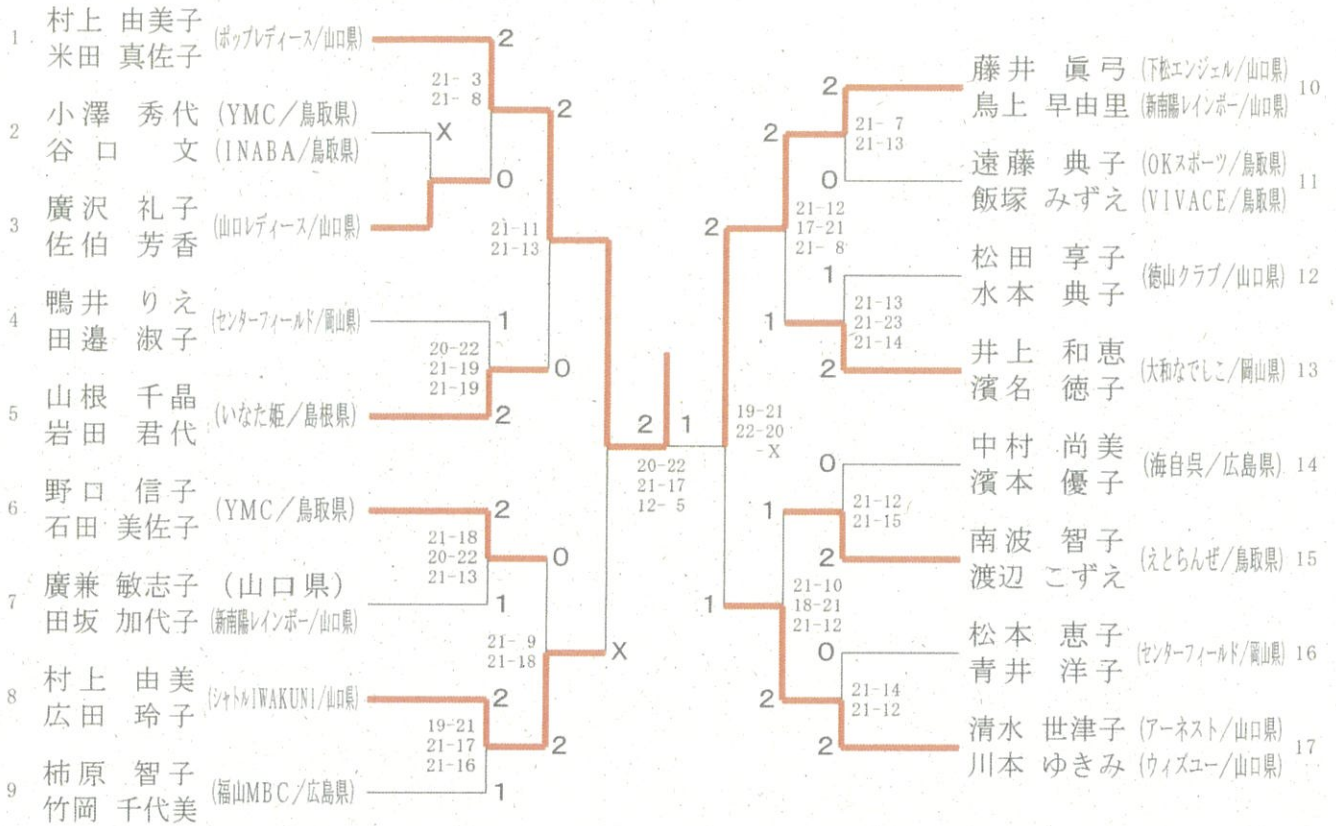 1 村上 由美子 (ポップレディース/山口県)
米田 真佐子
2
21- 3
21- 8
2
2 小澤 秀代 (YMC/鳥取県)
谷口 文 (INABA/鳥取県)
X
0
3 廣沢 礼子 (山口レディース/山口県)
佐伯 芳香
21-11
21-13
4 鴨井 りえ (センターフィールド/岡山県)
田邉 淑子
1
20-22
21-19
21-19
0
5 山根 千晶 (いなた姫/島根県)
岩田 君代
2
2 1
20-22
21-17
12- 5
6 野口 信子 (YMC/鳥取県)
石田 美佐子
2
21-18
20-22
21-13
0
7 廣兼 敏志子 (山口県)
田坂 加代子 (新南陽レインボー/山口県)
1
21- 9
21-18
X
8 村上 由美 (シャトルIWAKUNI/山口県)
広田 玲子
2
19-21
21-17
21-16
2
9 柿原 智子 (福山MBC/広島県)
竹岡 千代美
1
2 藤井 眞弓 (下松エンジェル/山口県) 10
鳥上 早由里 (新南陽レインボー/山口県)
2
21- 7
21-13
0 遠藤 典子 (OKスポーツ/鳥取県) 11
飯塚 みずえ (VIVACE/鳥取県)
2
21-12
17-21
21- 8
1 松田 享子 (徳山クラブ/山口県) 12
水本 典子
1
21-13
21-23
21-14
2 井上 和恵 (大和なでしこ/岡山県) 13
濱名 徳子
19-21
22-20
-X
0 中村 尚美 (海自呉/広島県) 14
濱本 優子
1
21-12
21-15
2 南波 智子 (えとらんぜ/鳥取県) 15
渡辺 こずえ
1
21-10
18-21
21-12
0 松本 恵子 (センターフィールド/岡山県) 16
青井 洋子
2
21-14
21-12
2 清水 世津子 (アーネスト/山口県) 17
川本 ゆきみ (ウィズユー/山口県)